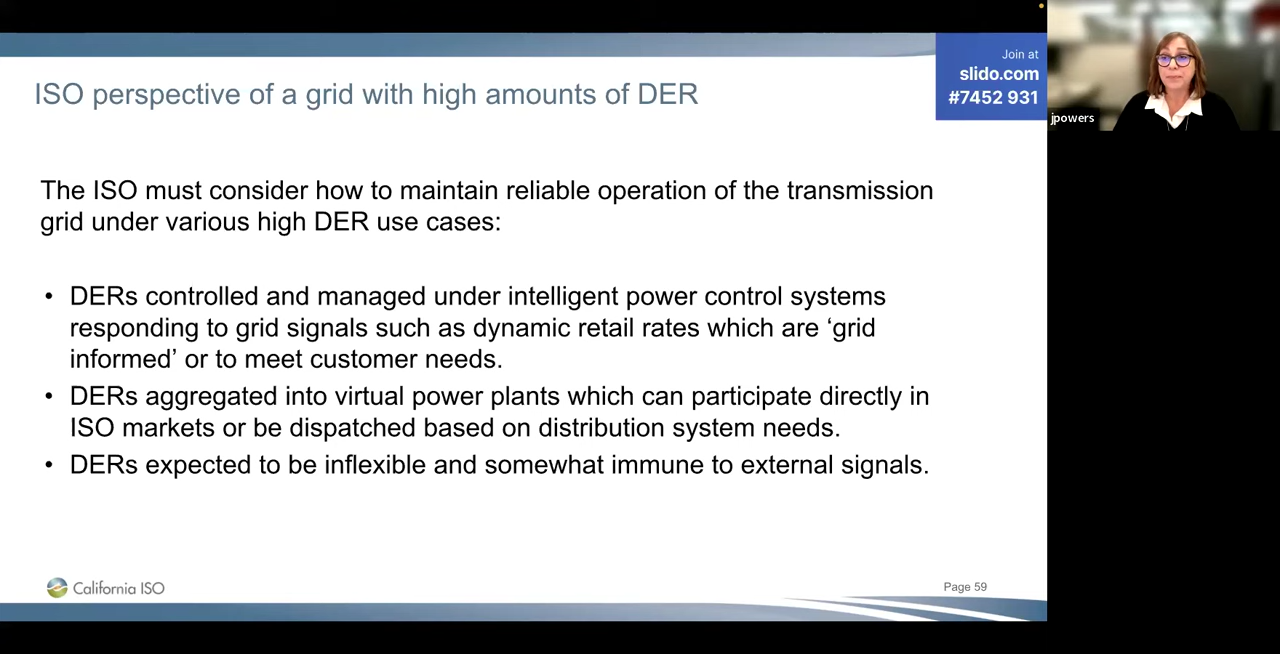 ISO perspective of a grid with high amounts of DER
Join at
slido.com
#7452 931
jpowers
The ISO must consider how to maintain reliable operation of the transmission
grid under various high DER use cases:
• DERs controlled and managed under intelligent power control systems
responding to grid signals such as dynamic retail rates which are ‘grid
informed’ or to meet customer needs.
• DERs aggregated into virtual power plants which can participate directly in
ISO markets or be dispatched based on distribution system needs.
• DERs expected to be inflexible and somewhat immune to external signals.
California ISO
Page 59